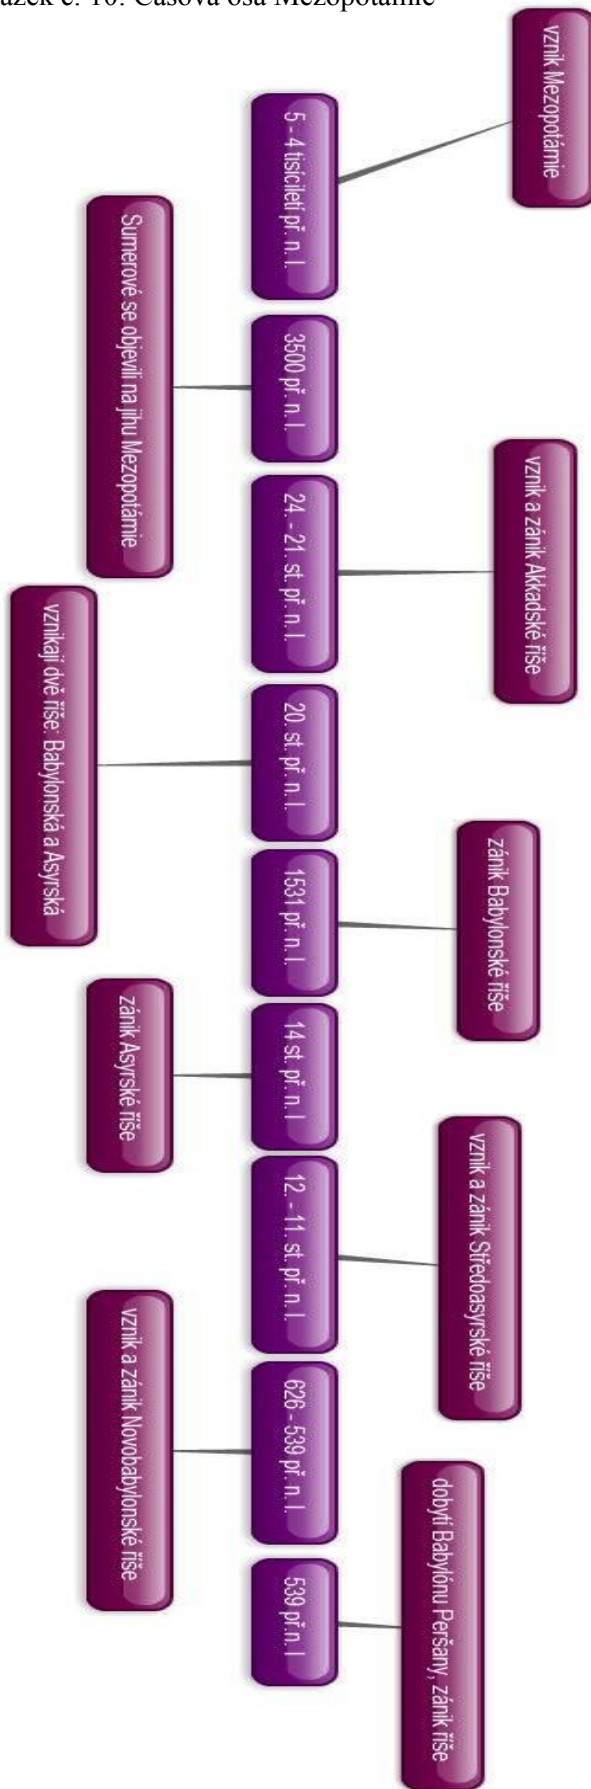 ázek č. 10: Časová osa Mezopotámie
vznik Mezopotámie
5 - 4 tisíciletí př. n. l.
Sumerové se objevili na jihu Mezopotámie
3500 př. n. l.
vznik a zánik Akkadské říše
24. - 21. st. př. n. l.
vznikají dvě říše: Babylonská a Asyrská
20. st. př. n. l.
zánik Babylonské říše
1531 př. n. l.
zánik Asyrské říše
14 st. př. n. l
vznik a zánik Středoasyrské říše
12. - 11. st. př. n. l.
vznik a zánik Novobabylonské říše
626 - 539 př. n. l.
dobytí Babylónu Peršany, zánik říše
539 př.n. l